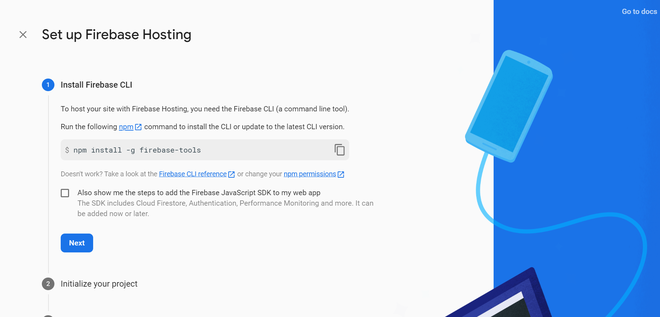 Go to docs
Set up Firebase Hosting
1 Install Firebase CLI
To host your site with Firebase Hosting, you need the Firebase CLI (a command line tool).
Run the following npm command to install the CLI or update to the latest CLI version.
$ npm install -g firebase-tools
Doesn't work? Take a look at the Firebase CLI reference or change your npm permissions
Also show me the steps to add the Firebase JavaScript SDK to my web app
The SDK includes Cloud Firestore, Authentication, Performance Monitoring and more. It can
be added now or later.
Next
2 Initialize your project